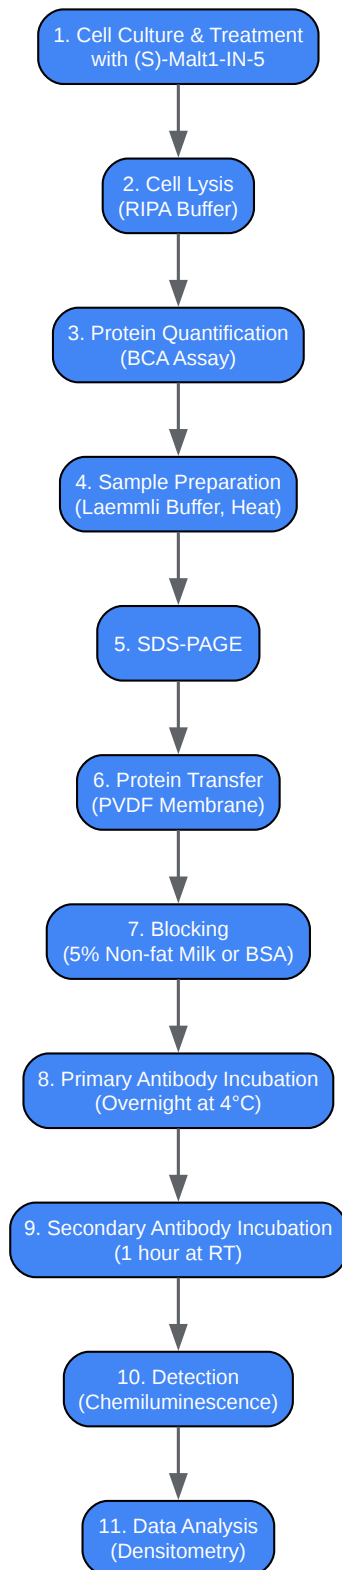 1. Cell Culture & Treatment
with (S)-Malt1-IN-5
2. Cell Lysis
(RIPA Buffer)
3. Protein Quantification
(BCA Assay)
4. Sample Preparation
(Laemmli Buffer, Heat)
5. SDS-PAGE
6. Protein Transfer
(PVDF Membrane)
7. Blocking
(5% Non-fat Milk or BSA)
8. Primary Antibody Incubation
(Overnight at 4°C)
9. Secondary Antibody Incubation
(1 hour at RT)
10. Detection
(Chemiluminescence)
11. Data Analysis
(Densitometry)